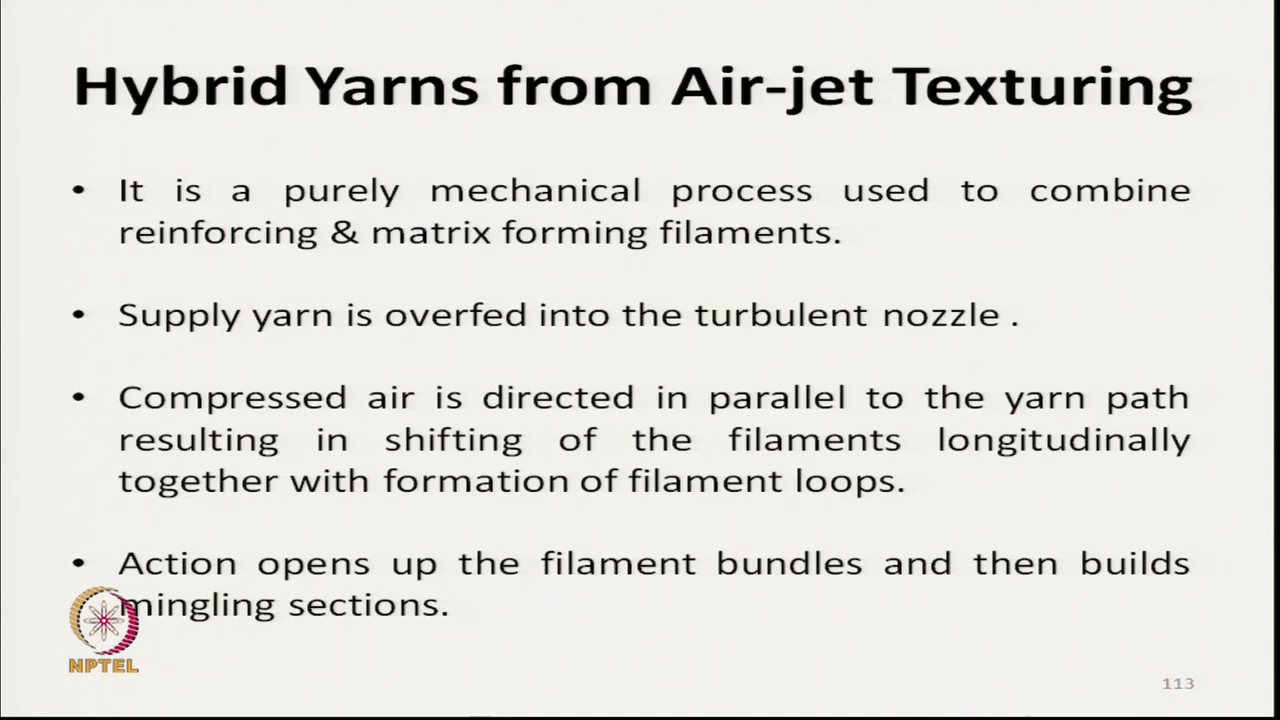 Hybrid Yarns from Air-jet Texturing
• It is a purely mechanical process used to combine
reinforcing & matrix forming filaments.
• Supply yarn is overfed into the turbulent nozzle .
• Compressed air is directed in parallel to the yarn path
resulting in shifting of the filaments longitudinally
together with formation of filament loops.
• Action opens up the filament bundles and then builds
mingling sections.
NPTEL
113